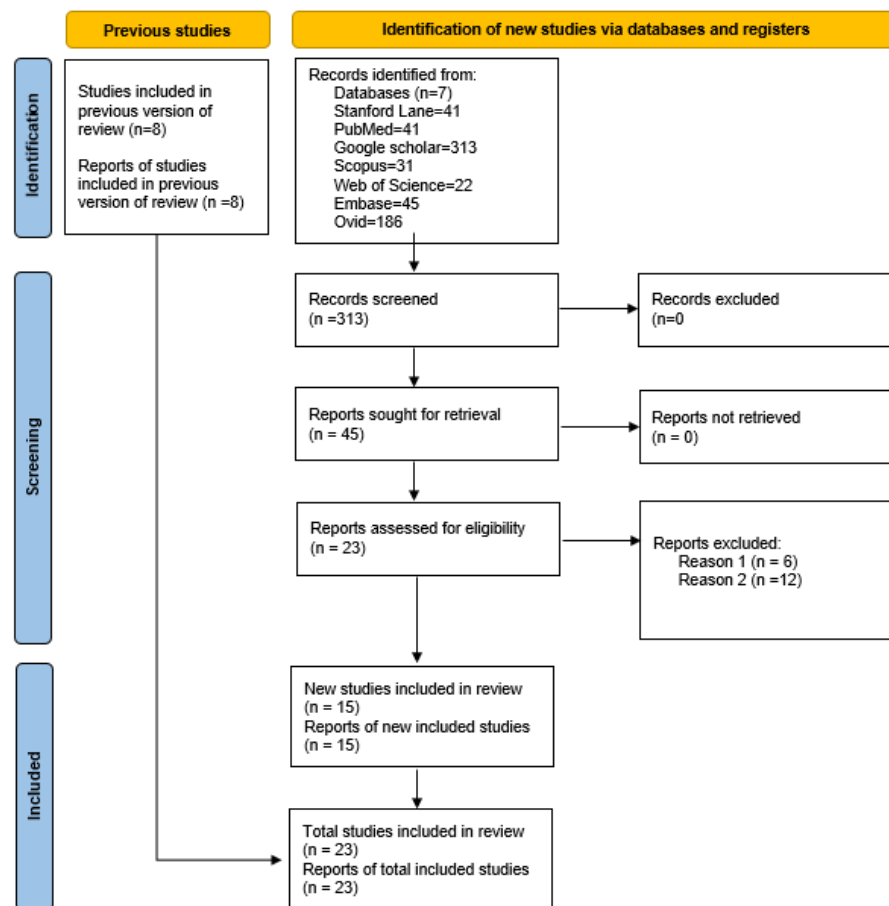 Previous studies
Identification of new studies via databases and registers
Identification
Studies included in
previous version of
review (n=8)
Reports of studies
included in previous
version of review (n =8)
Records identified from:
Databases (n=7)
Stanford Lane=41
PubMed=41
Google scholar=313
Scopus=31
Web of Science=22
Embase=45
Ovid=186
Screening
Records screened
(n =313)
Records excluded
(n=0
Reports sought for retrieval
(n = 45)
Reports not retrieved
(n = 0)
Reports assessed for eligibility
(n = 23)
Reports excluded:
Reason 1 (n = 6)
Reason 2 (n =12)
Included
New studies included in review
(n = 15)
Reports of new included studies
(n = 15)
Total studies included in review
(n = 23)
Reports of total included studies
(n = 23)